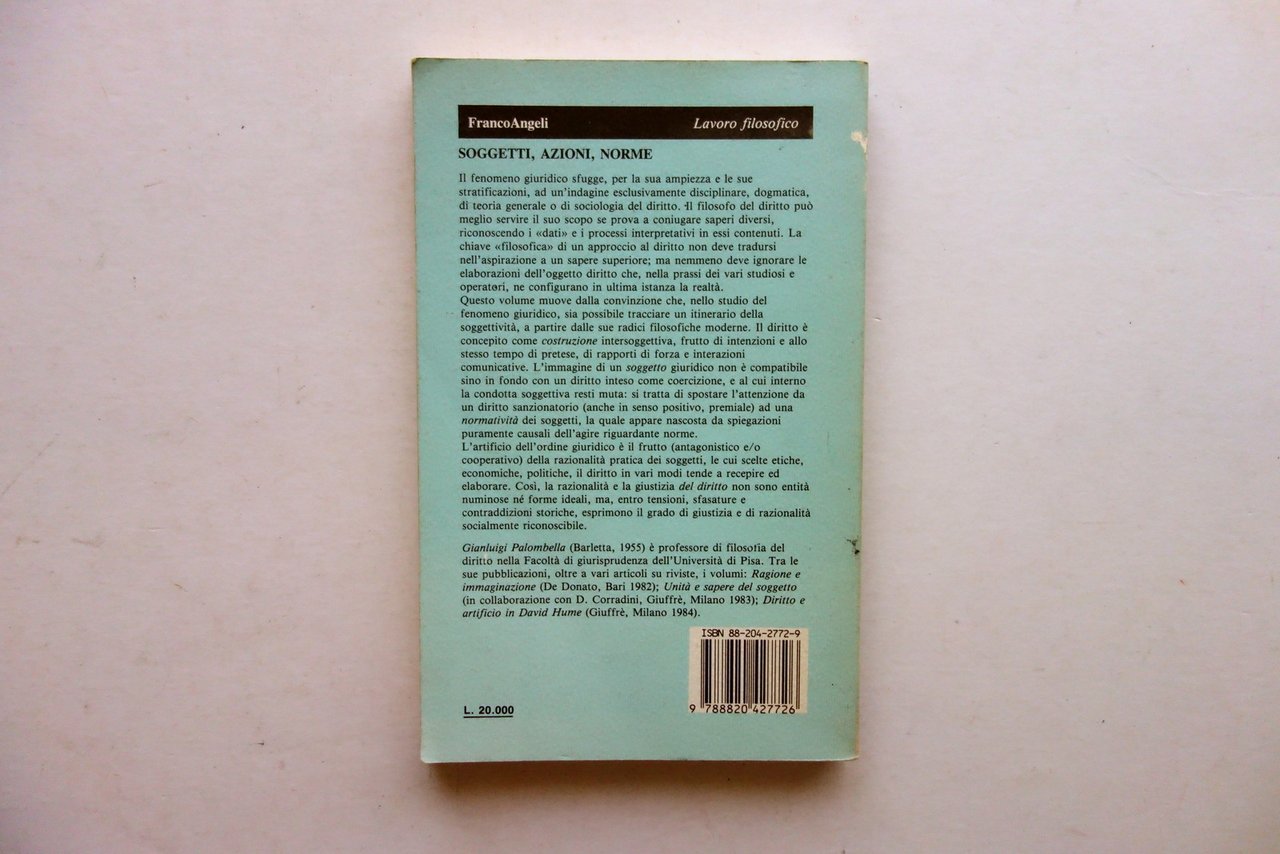 FrancoAngeli Lavoro filosofico
SOGGETTI, AZIONI, NORME
Il fenomeno giuridico sfugge, per la sua ampiezza e le sue
stratificazioni, ad un'indagine esclusivamente disciplinare, dogmatica,
di teoria generale o di sociologia del diritto. Il filosofo del diritto può
meglio servire il suo scopo se prova a coniugare saperi diversi,
riconoscendo i «dati» e i processi interpretativi in essi contenuti. La
chiave «filosofica» di un approccio al diritto non deve tradursi
nell'aspirazione a un sapere superiore; ma nemmeno deve ignorare le
elaborazioni dell'oggetto diritto che, nella prassi dei vari studiosi e
operatori, ne configurano in ultima istanza la realtà.
Questo volume muove dalla convinzione che, nello studio del
fenomeno giuridico, sia possibile tracciare un itinerario della
soggettività, a partire dalle sue radici filosofiche moderne. Il diritto è
concepito come costruzione intersoggettiva, frutto di intenzioni e allo
stesso tempo di pretese, di rapporti di forza e interazioni
comunicative. L'immagine di un soggetto giuridico non è compatibile
sino in fondo con un diritto inteso come coercizione, e al cui interno
la condotta soggettiva resti muta: si tratta di spostare l'attenzione da
un diritto sanzionatorio (anche in senso positivo, premiale) ad una
normatività dei soggetti, la quale appare nascosta da spiegazioni
puramente causali dell'agire riguardante norme.
L'artificio dell'ordine giuridico è il frutto (antagonistico e/o
cooperativo) della razionalità pratica dei soggetti, le cui scelte etiche,
economiche, politiche, il diritto in vari modi tende a recepire ed
elaborare. Così, la razionalità e la giustizia del diritto non sono entità
numinose né forme ideali, ma, entro tensioni, sfasature e
contraddizioni storiche, esprimono il grado di giustizia e di razionalità
socialmente riconoscibile.
Gianluigi Palombella (Barletta, 1955) è professore di filosofia del
diritto nella Facoltà di giurisprudenza dell'Università di Pisa. Tra le
sue pubblicazioni, oltre a vari articoli su riviste, i volumi: Ragione e
immaginazione (De Donato, Bari 1982); Unità e sapere del soggetto
(in collaborazione con D. Corradini, Giuffrè, Milano 1983); Diritto e
artificio in David Hume (Giuffrè, Milano 1984).
ISBN 88-204-2772-9
9 788820 427726
L. 20.000